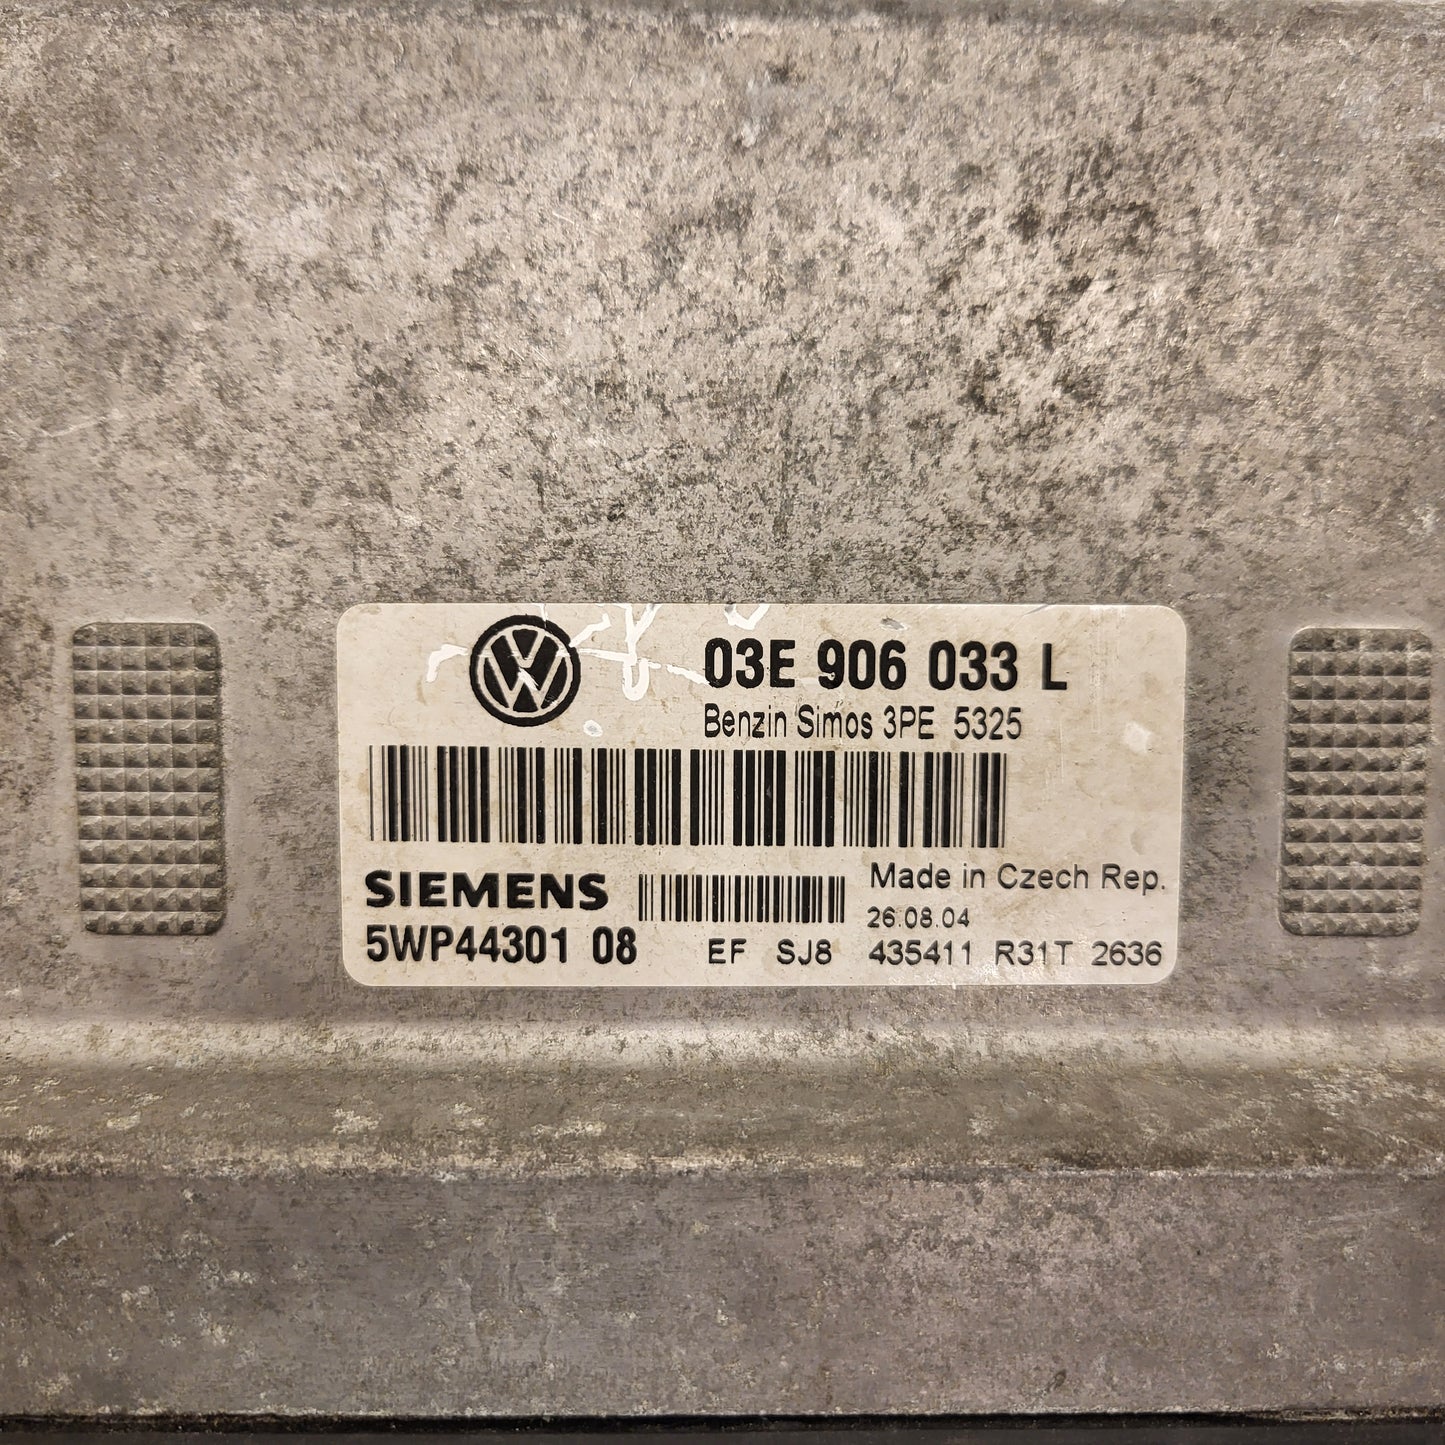 03E 906 033 L
Benzin Simos 3PE 5325
SIEMENS
Made in Czech Rep.
26.08.04
5WP44301 08
EF SJ8 435411 R31T 2636